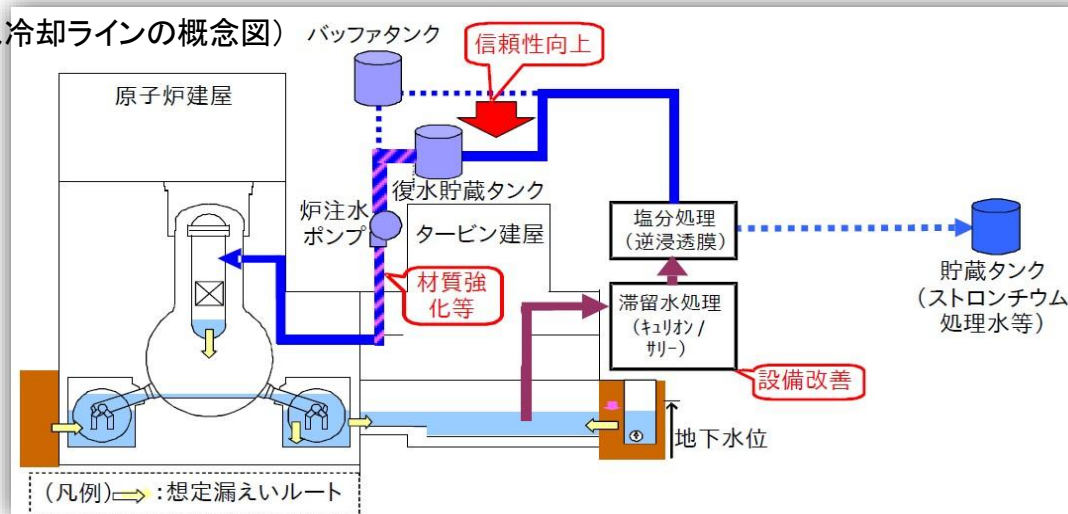 冷却ラインの概念図）
バッファタンク
信頼性向上
原子炉建屋
復水貯蔵タンク
炉注水
ポンプ
タービン建屋
塩分処理
（逆浸透膜）
貯蔵タンク
（ストロンチウム
処理水等）
材質強
化等
滞留水処理
（ｷｭﾘｵﾝ /
ｻﾘｰ）
設備改善
地下水位
（凡例） ：想定漏えいルート